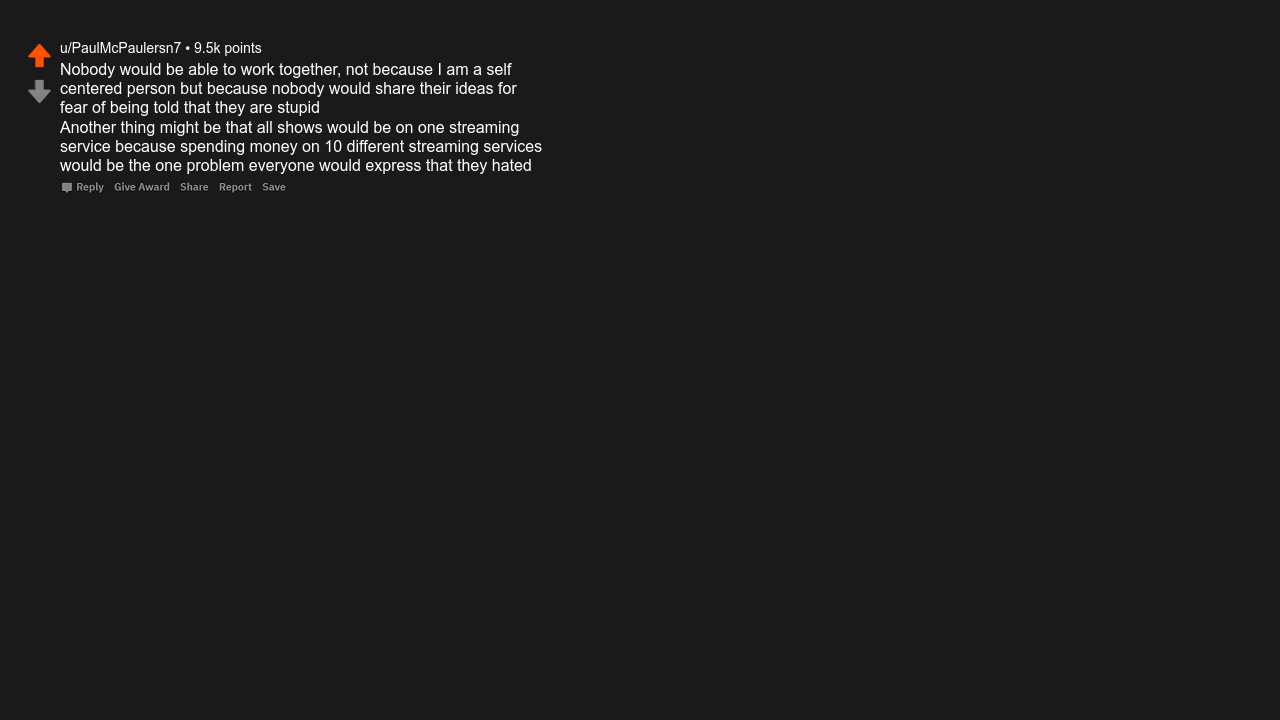 u/PaulMcPaulersn7 • 9.5k points
Nobody would be able to work together, not because I am a self
centered person but because nobody would share their ideas for
fear of being told that they are stupid
Another thing might be that all shows would be on one streaming
service because spending money on 10 different streaming services
would be the one problem everyone would express that they hated
Reply Give Award Share Report Save